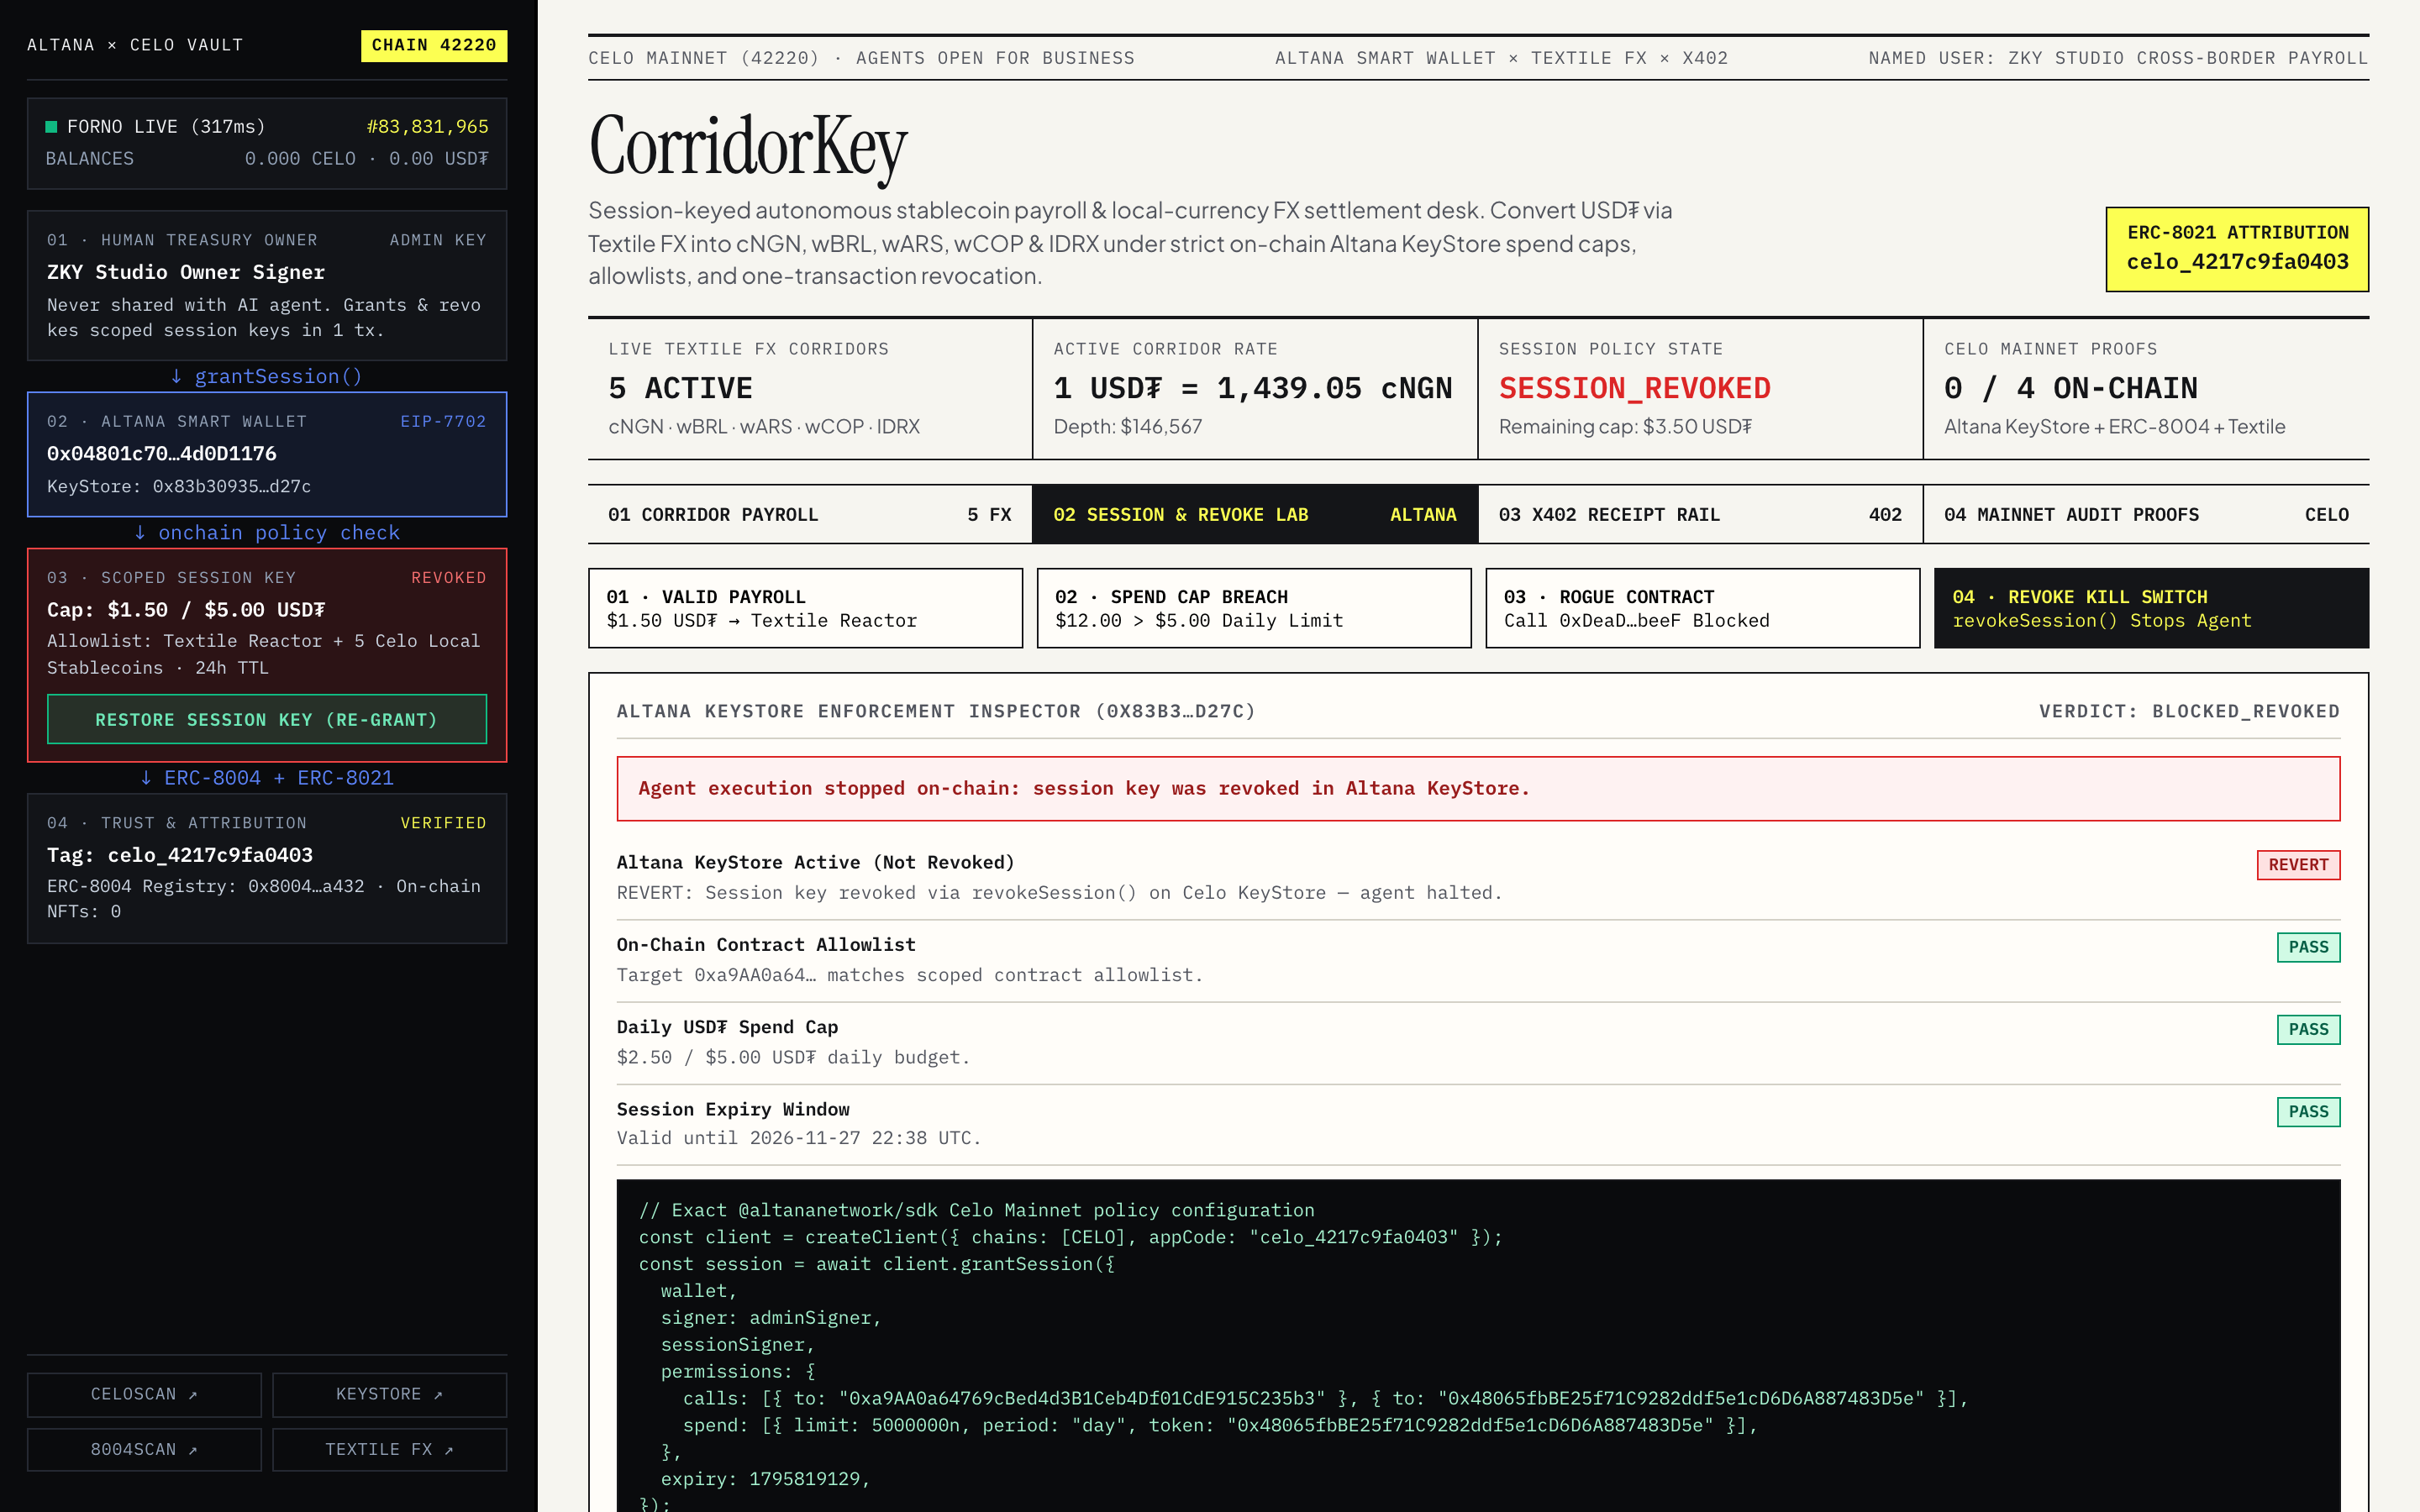 ALTANA × CELO VAULT
CHAIN 42220
FORNO LIVE (317ms)
#83,831,965
BALANCES
0.000 CELO · 0.00 USD₮
01 · HUMAN TREASURY OWNER
ADMIN KEY
ZKY Studio Owner Signer
Never shared with AI agent. Grants & revo
kes scoped session keys in 1 tx.
↓ grantSession()
02 · ALTANA SMART WALLET
EIP-7702
0x04801c70…4d0D1176
KeyStore: 0x83b30935…d27c
↓ onchain policy check
03 · SCOPED SESSION KEY
REVOKED
Cap: $1.50 / $5.00 USD₮
Allowlist: Textile Reactor + 5 Celo Local
Stablecoins · 24h TTL
RESTORE SESSION KEY (RE-GRANT)
↓ ERC-8004 + ERC-8021
04 · TRUST & ATTRIBUTION
VERIFIED
Tag: celo_4217c9fa0403
ERC-8004 Registry: 0x8004…a432 · On-chain
NFTs: 0
CELOSCAN ↗
KEYSTORE ↗
8004SCAN ↗
TEXTILE FX ↗
CELO MAINNET (42220) · AGENTS OPEN FOR BUSINESS
ALTANA SMART WALLET × TEXTILE FX × X402
NAMED USER: ZKY STUDIO CROSS-BORDER PAYROLL
CorridorKey
Session-keyed autonomous stablecoin payroll & local-currency FX settlement desk. Convert USD₮ via
Textile FX into cNGN, wBRL, wARS, wCOP & IDRX under strict on-chain Altana KeyStore spend caps,
allowlists, and one-transaction revocation.
ERC-8021 ATTRIBUTION
celo_4217c9fa0403
LIVE TEXTILE FX CORRIDORS
5 ACTIVE
cNGN · wBRL · wARS · wCOP · IDRX
ACTIVE CORRIDOR RATE
1 USD₮ = 1,439.05 cNGN
Depth: $146,567
SESSION POLICY STATE
SESSION_REVOKED
Remaining cap: $3.50 USD₮
CELO MAINNET PROOFS
0 / 4 ON-CHAIN
Altana KeyStore + ERC-8004 + Textile
01 CORRIDOR PAYROLL
5 FX
02 SESSION & REVOKE LAB
ALTANA
03 X402 RECEIPT RAIL
402
04 MAINNET AUDIT PROOFS
CELO
01 · VALID PAYROLL
$1.50 USD₮ → Textile Reactor
02 · SPEND CAP BREACH
$12.00 > $5.00 Daily Limit
03 · ROGUE CONTRACT
Call 0xDeaD…beeF Blocked
04 · REVOKE KILL SWITCH
revokeSession() Stops Agent
ALTANA KEYSTORE ENFORCEMENT INSPECTOR (0X83B3…D27C)
VERDICT: BLOCKED_REVOKED
Agent execution stopped on-chain: session key was revoked in Altana KeyStore.
Altana KeyStore Active (Not Revoked)
REVERT
REVERT: Session key revoked via revokeSession() on Celo KeyStore — agent halted.
On-Chain Contract Allowlist
PASS
Target 0xa9AA0a64… matches scoped contract allowlist.
Daily USD₮ Spend Cap
PASS
$2.50 / $5.00 USD₮ daily budget.
Session Expiry Window
PASS
Valid until 2026-11-27 22:38 UTC.
// Exact @altananetwork/sdk Celo Mainnet policy configuration
const client = createClient({ chains: [CELO], appCode: "celo_4217c9fa0403" });
const session = await client.grantSession({
  wallet,
  signer: adminSigner,
  sessionSigner,
  permissions: {
    calls: [{ to: "0xa9AA0a64769cBed4d3B1Ceb4Df01CdE915C235b3" }, { to: "0x48065fbBE25f71C9282ddf5e1cD6D6A887483D5e" }],
    spend: [{ limit: 5000000n, period: "day", token: "0x48065fbBE25f71C9282ddf5e1cD6D6A887483D5e" }],
  },
  expiry: 1795819129,
});